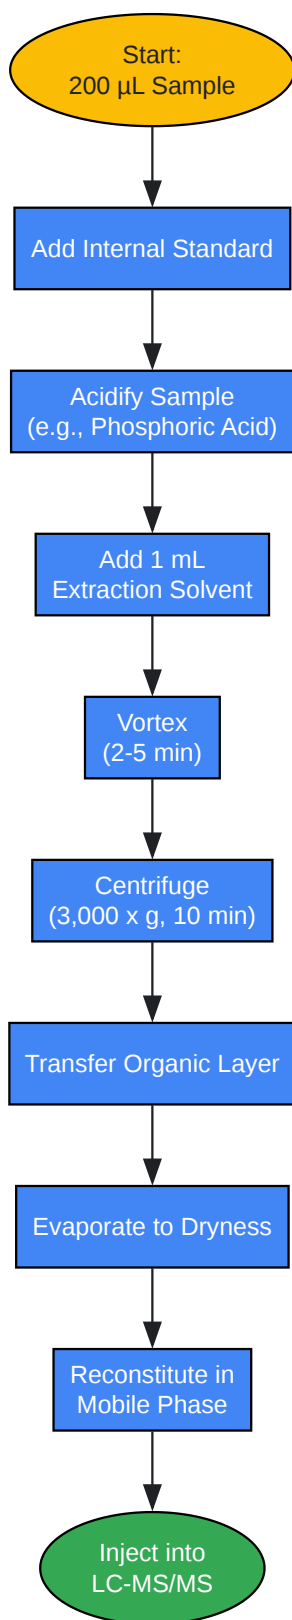 Start:
200 µL Sample
Add Internal Standard
Acidify Sample
(e.g., Phosphoric Acid)
Add 1 mL
Extraction Solvent
Vortex
(2-5 min)
Centrifuge
(3,000 x g, 10 min)
Transfer Organic Layer
Evaporate to Dryness
Reconstitute in
Mobile Phase
Inject into
LC-MS/MS